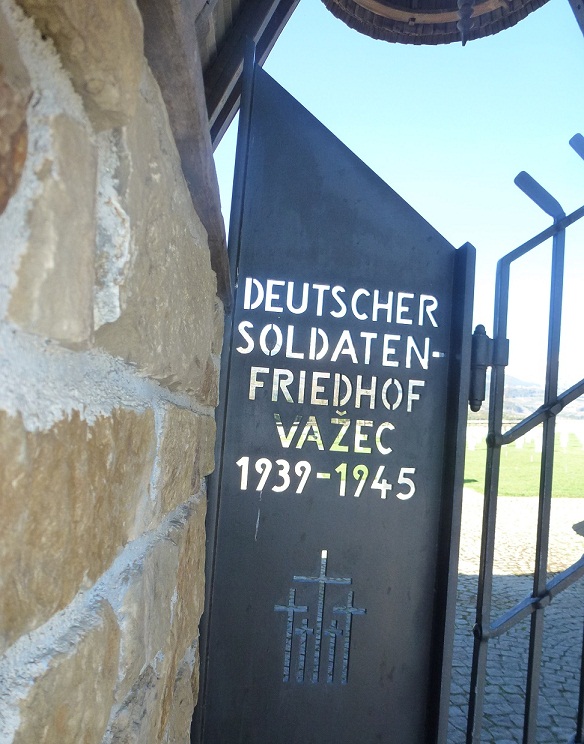 DEUTSCHER
SOLDATEN-
FRIEDHOF
VAŽEC
1939-1945